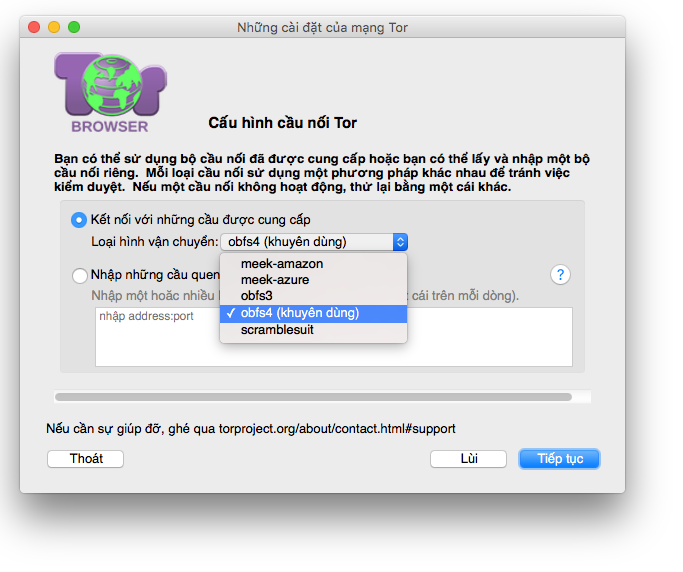 Những cài đặt của mạng Tor
Tor
BROWSER
Cấu hình cầu nối Tor
Bạn có thể sử dụng bộ cầu nối đã được cung cấp hoặc bạn có thể lấy và nhập một bộ
cầu nối riêng. Mỗi loại cầu nối sử dụng một phương pháp khác nhau để tránh việc
kiểm duyệt. Nếu một cầu nối không hoạt động, thử lại bằng một cái khác.
Kết nối với những cầu được cung cấp
Loại hình vận chuyển: obfs4 (khuyên dùng)
meek-amazon
meek-azure
obfs3
✓ obfs4 (khuyên dùng)
scramblesuit
Nhập những cầu quen
?
Nhập một hoăc nhiều cái trên mỗi dòng).
nhập address:port
Nếu cần sự giúp đỡ, ghé qua torproject.org/about/contact.html#support
Thoát
Lùi
Tiếp tục